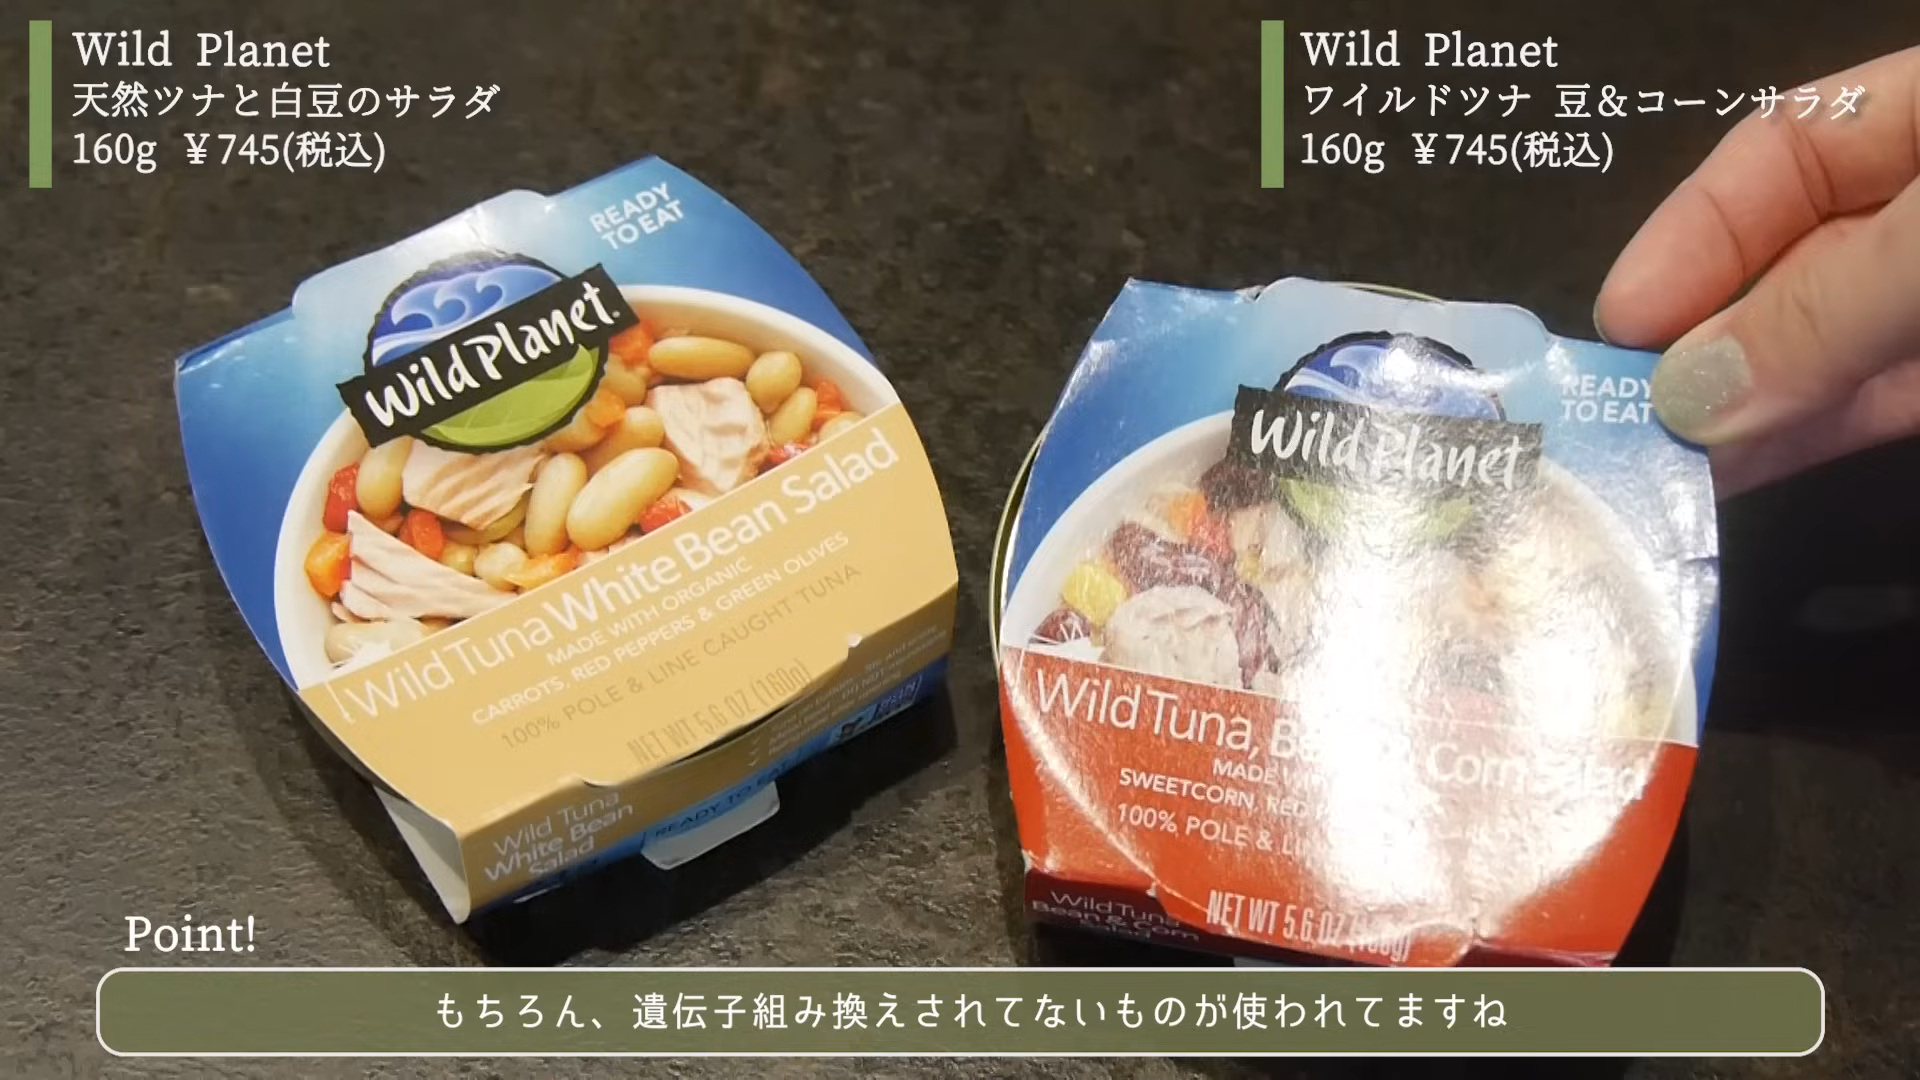 Wild Planet
天然ツナと白豆のサラダ
160g ￥745(税込)
Wild Planet
ワイルドツナ 豆&コーンサラダ
160g ￥745(税込)
READY
TO EAT
Wild Planet
Wild Tuna White Bean Salad
MADE WITH ORGANIC
CARROTS, RED PEPPERS & GREEN OLIVES
100% POLE & LINE CAUGHT TUNA
NET WT 5.6 OZ (160g)
Wild Tuna
White Bean
Salad
READY TO EAT
READY
TO EAT
Wild Planet
Wild Tuna, Corn Salad
MADE
SWEETCORN, RED
100% POLE &
NET WT 5.6 OZ
Wild Tuna
Bean & Corn
Salad
Point!
もちろん、遺伝子組み換えされてないものが使われてますね